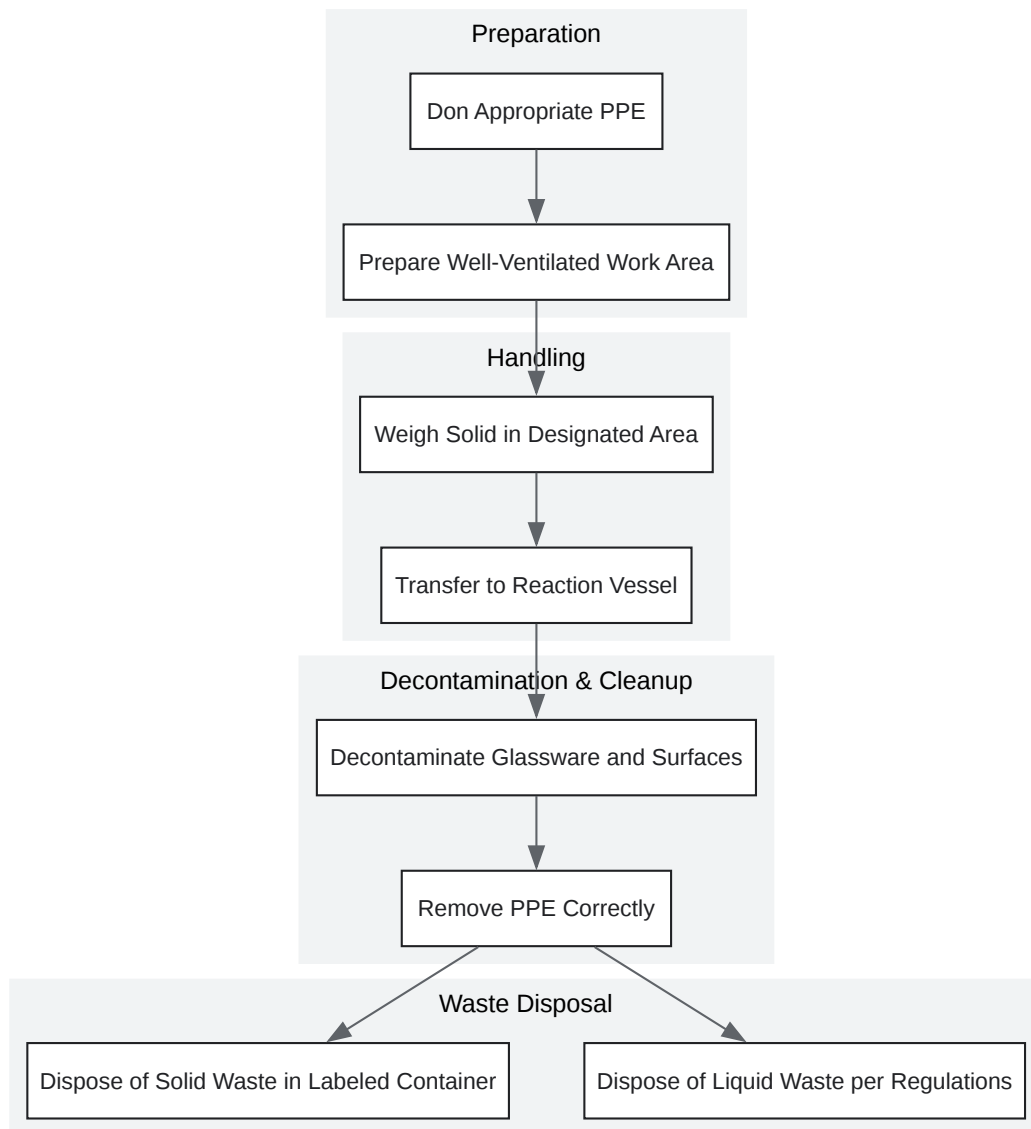 Preparation
Don Appropriate PPE
Prepare Well-Ventilated Work Area
Handling
Weigh Solid in Designated Area
Transfer to Reaction Vessel
Decontamination & Cleanup
Decontaminate Glassware and Surfaces
Remove PPE Correctly
Waste Disposal
Dispose of Solid Waste in Labeled Container
Dispose of Liquid Waste per Regulations